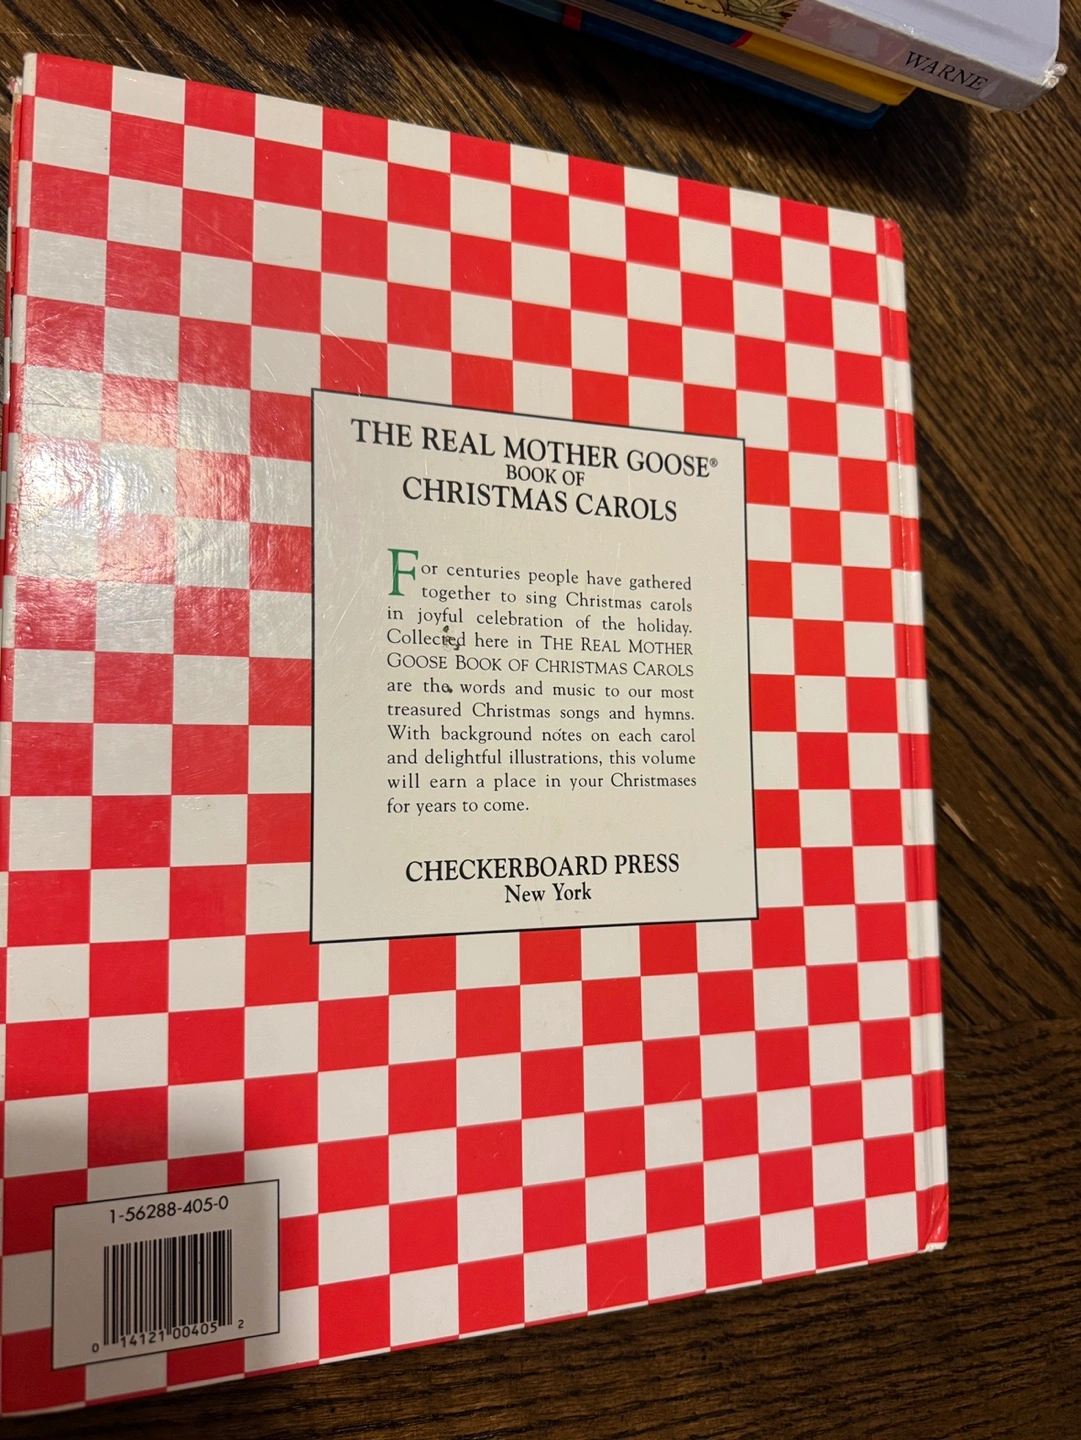 WARNE
THE REAL MOTHER GOOSE®
BOOK OF
CHRISTMAS CAROLS
For centuries people have gathered
together to sing Christmas carols
in joyful celebration of the holiday.
Collected here in THE REAL MOTHER
GOOSE BOOK OF CHRISTMAS CAROLS
are the words and music to our most
treasured Christmas songs and hymns.
With background notes on each carol
and delightful illustrations, this volume
will earn a place in your Christmases
for years to come.
CHECKERBOARD PRESS
New York
1-56288-405-0
0 14121 00405 2